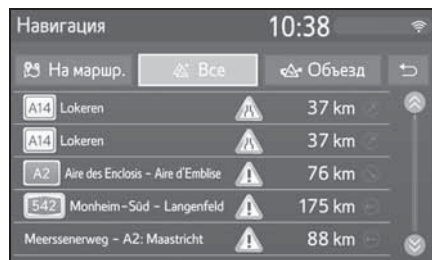 Навигация 10:38
На маршр. Все Объезд
A14 Lokeren 37 km
A14 Lokeren 37 km
A2 Aire des Enclosis - Aire d'Emblise 76 km
542 Monheim-Süd - Langenfeld 175 km
Meerssenerweg - A2: Maastricht 88 km